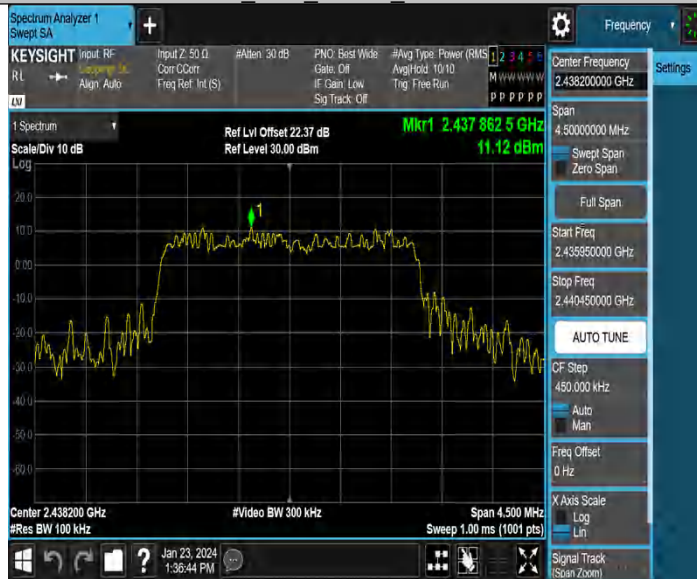 Spectrum Analyzer 1
Swept SA
+
Frequency
KEYSIGHT
Input: RF
Coupling: DC
Align: Auto
Input Z: 50 Ω
Corr CCorr
Freq Ref: Int (S)
#Atten: 30 dB
PNO: Best Wide
Gate: Off
IF Gain: Low
Sig Track: Off
#Avg Type: Power (RMS
Avg|Hold: 10/10
Trig: Free Run
1 2 3 4 5 6
M W W W W W
P P P P P P
RL
LXI
1 Spectrum
Scale/Div 10 dB
Log
Ref Lvl Offset 22.37 dB
Ref Level 30.00 dBm
Mkr1 2.437 862 5 GHz
11.12 dBm
1
20.0
10.0
0.00
-10.0
-20.0
-30.0
-40.0
-50.0
-60.0
Center 2.438200 GHz
#Res BW 100 kHz
#Video BW 300 kHz
Span 4.500 MHz
Sweep 1.00 ms (1001 pts)
Jan 23, 2024
1:36:44 PM
Center Frequency
2.438200000 GHz
Settings
Span
4.50000000 MHz
Swept Span
Zero Span
Full Span
Start Freq
2.435950000 GHz
Stop Freq
2.440450000 GHz
AUTO TUNE
CF Step
450.000 kHz
Auto
Man
Freq Offset
0 Hz
X Axis Scale
Log
Lin
Signal Track
(Span Zoom)